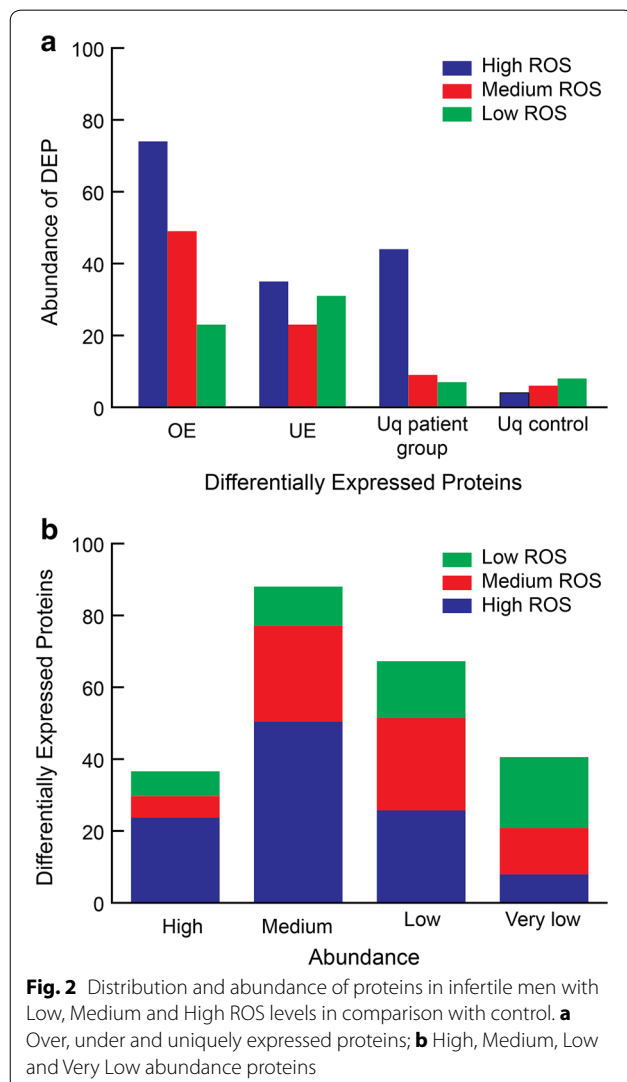 a
100
80
60
40
20
0
Abundance of DEP
High ROS
Medium ROS
Low ROS
OE
UE
Uq patient
group
Uq control
Differentially Expressed Proteins
b
100
80
60
40
20
0
Differentially Expressed Proteins
Low ROS
Medium ROS
High ROS
High
Medium
Low
Very low
Abundance
Fig. 2 Distribution and abundance of proteins in infertile men with
Low, Medium and High ROS levels in comparison with control. a
Over, under and uniquely expressed proteins; b High, Medium, Low
and Very Low abundance proteins